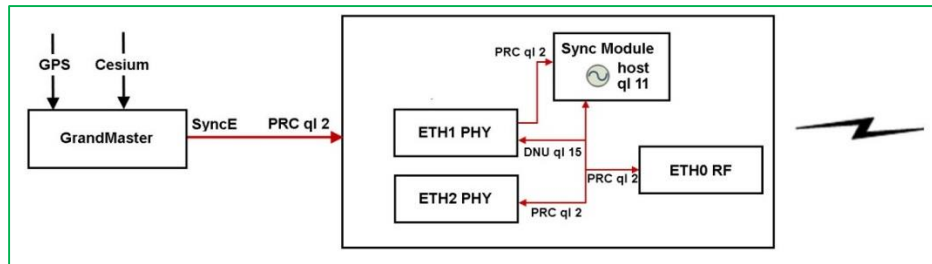 GPS
Cesium
GrandMaster
SyncE
PRC ql 2
PRC ql 2
Sync Module
host
ql 11
ETH1 PHY
DNU ql 15
ETH0 RF
PRC ql 2
ETH2 PHY
PRC ql 2